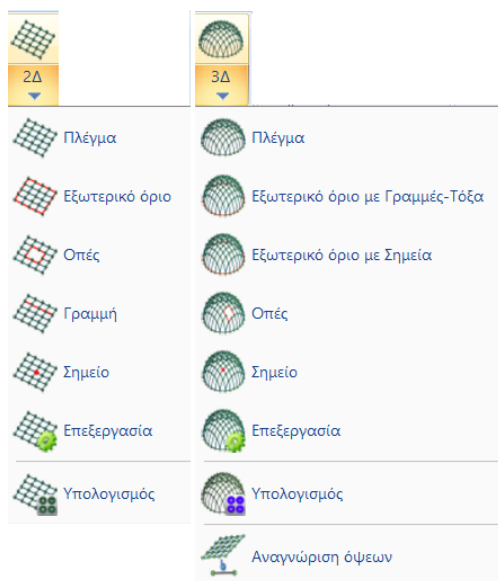 2Δ
Πλέγμα
Εξωτερικό όριο
Οπές
Γραμμή
Σημείο
Επεξεργασία
Υπολογισμός
3Δ
Πλέγμα
Εξωτερικό όριο με Γραμμές-Τόξα
Εξωτερικό όριο με Σημεία
Οπές
Σημείο
Επεξεργασία
Υπολογισμός
Αναγνώριση όψεων